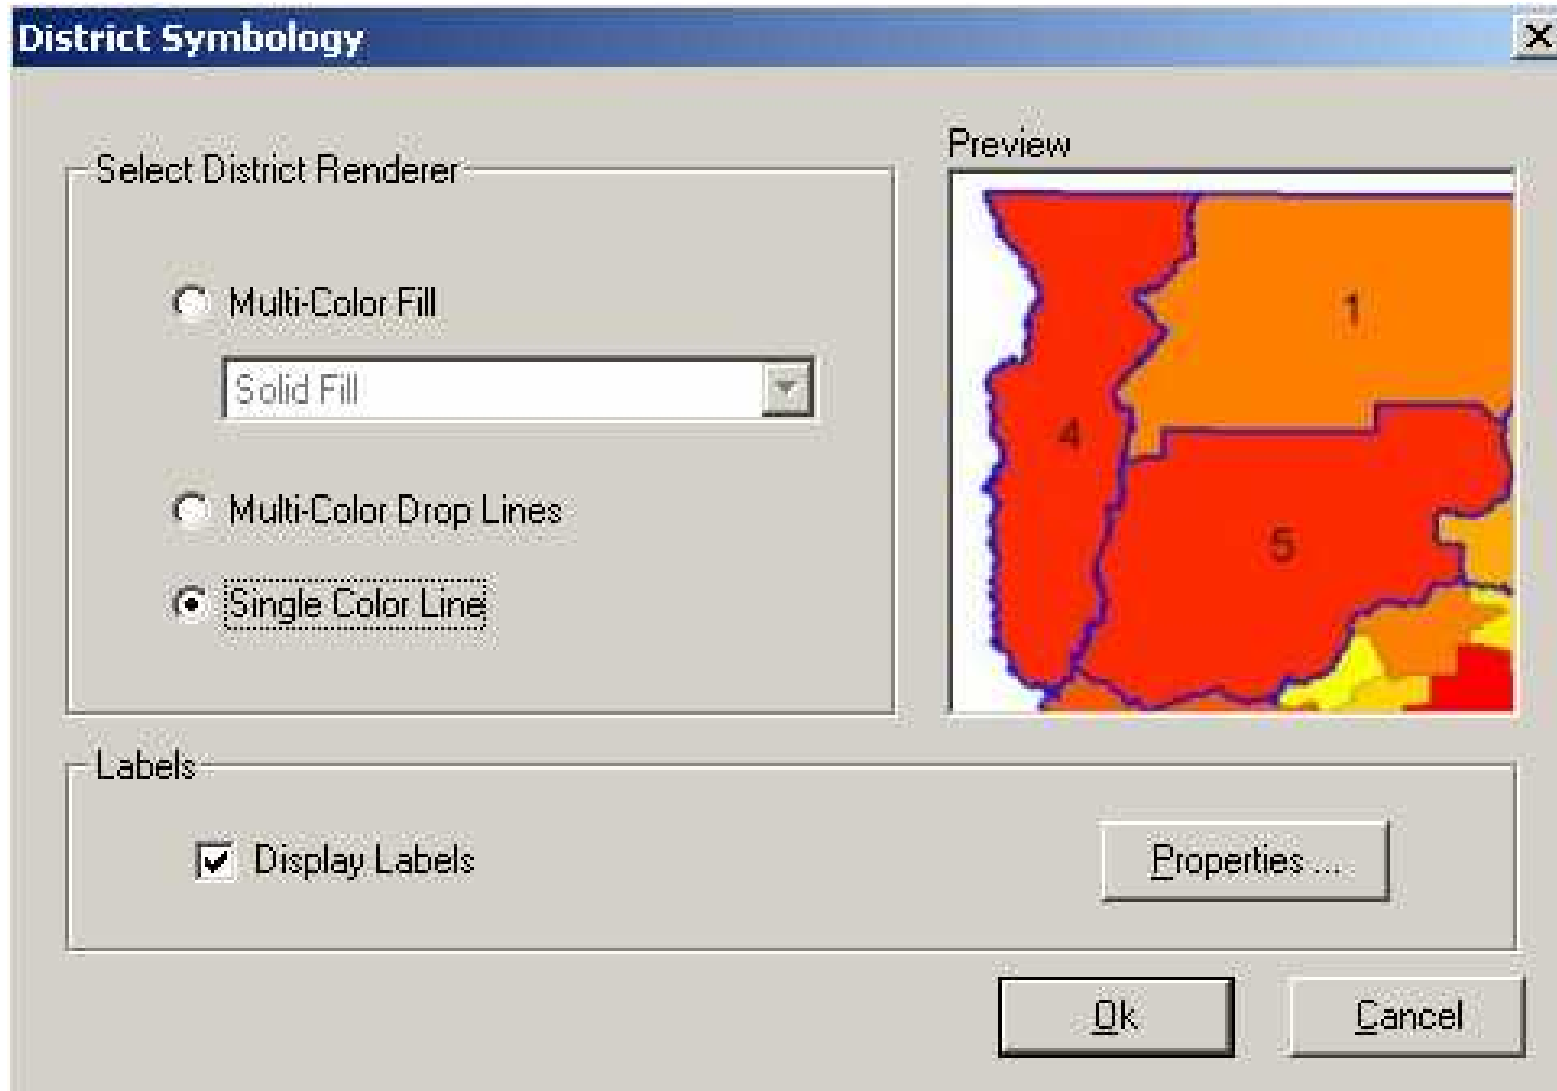 District Symbology
Select District Renderer
Preview
Multi-Color Fill
Solid Fill
Multi-Color Drop Lines
Single Color Line
1
4
5
Labels
Display Labels
Properties ...
Ok
Cancel